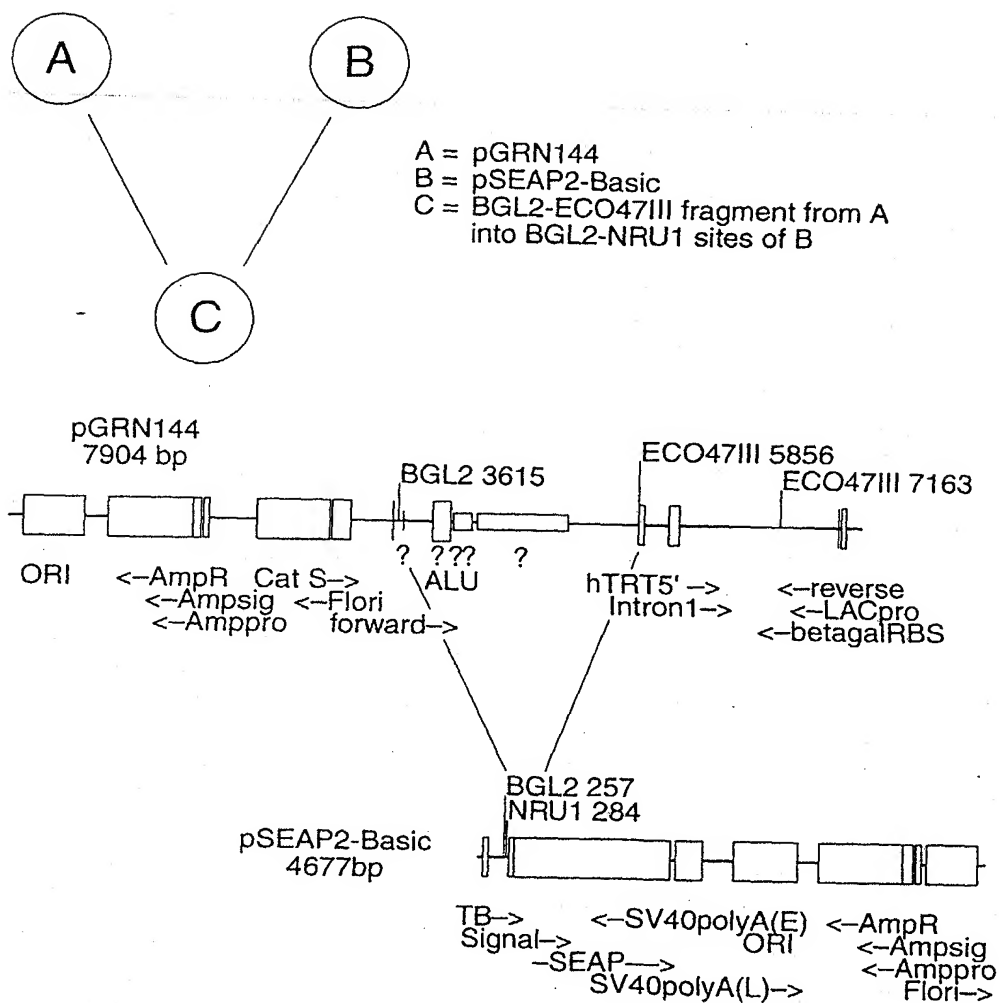 A
B
A = pGRN144
B = pSEAP2-Basic
C = BGL2-ECO47III fragment from A
into BGL2-NRU1 sites of B
C
pGRN144
7904 bp
BGL2 3615
ECO47III 5856
ECO47III 7163
? ? ?? ?
ORI
<–AmpR
Cat S–>
ALU
hTRT5' –>
<–reverse
<–Ampsig
<–Flori
Intron1–>
<–LACpro
<–Amppro
forward–>
<–betagalRBS
BGL2 257
NRU1 284
pSEAP2-Basic
4677bp
TB–>
<–SV40polyA(E)
<–AmpR
Signal–>
ORI
<–Ampsig
–SEAP––>
<–Amppro
SV40polyA(L)–>
Flori–>